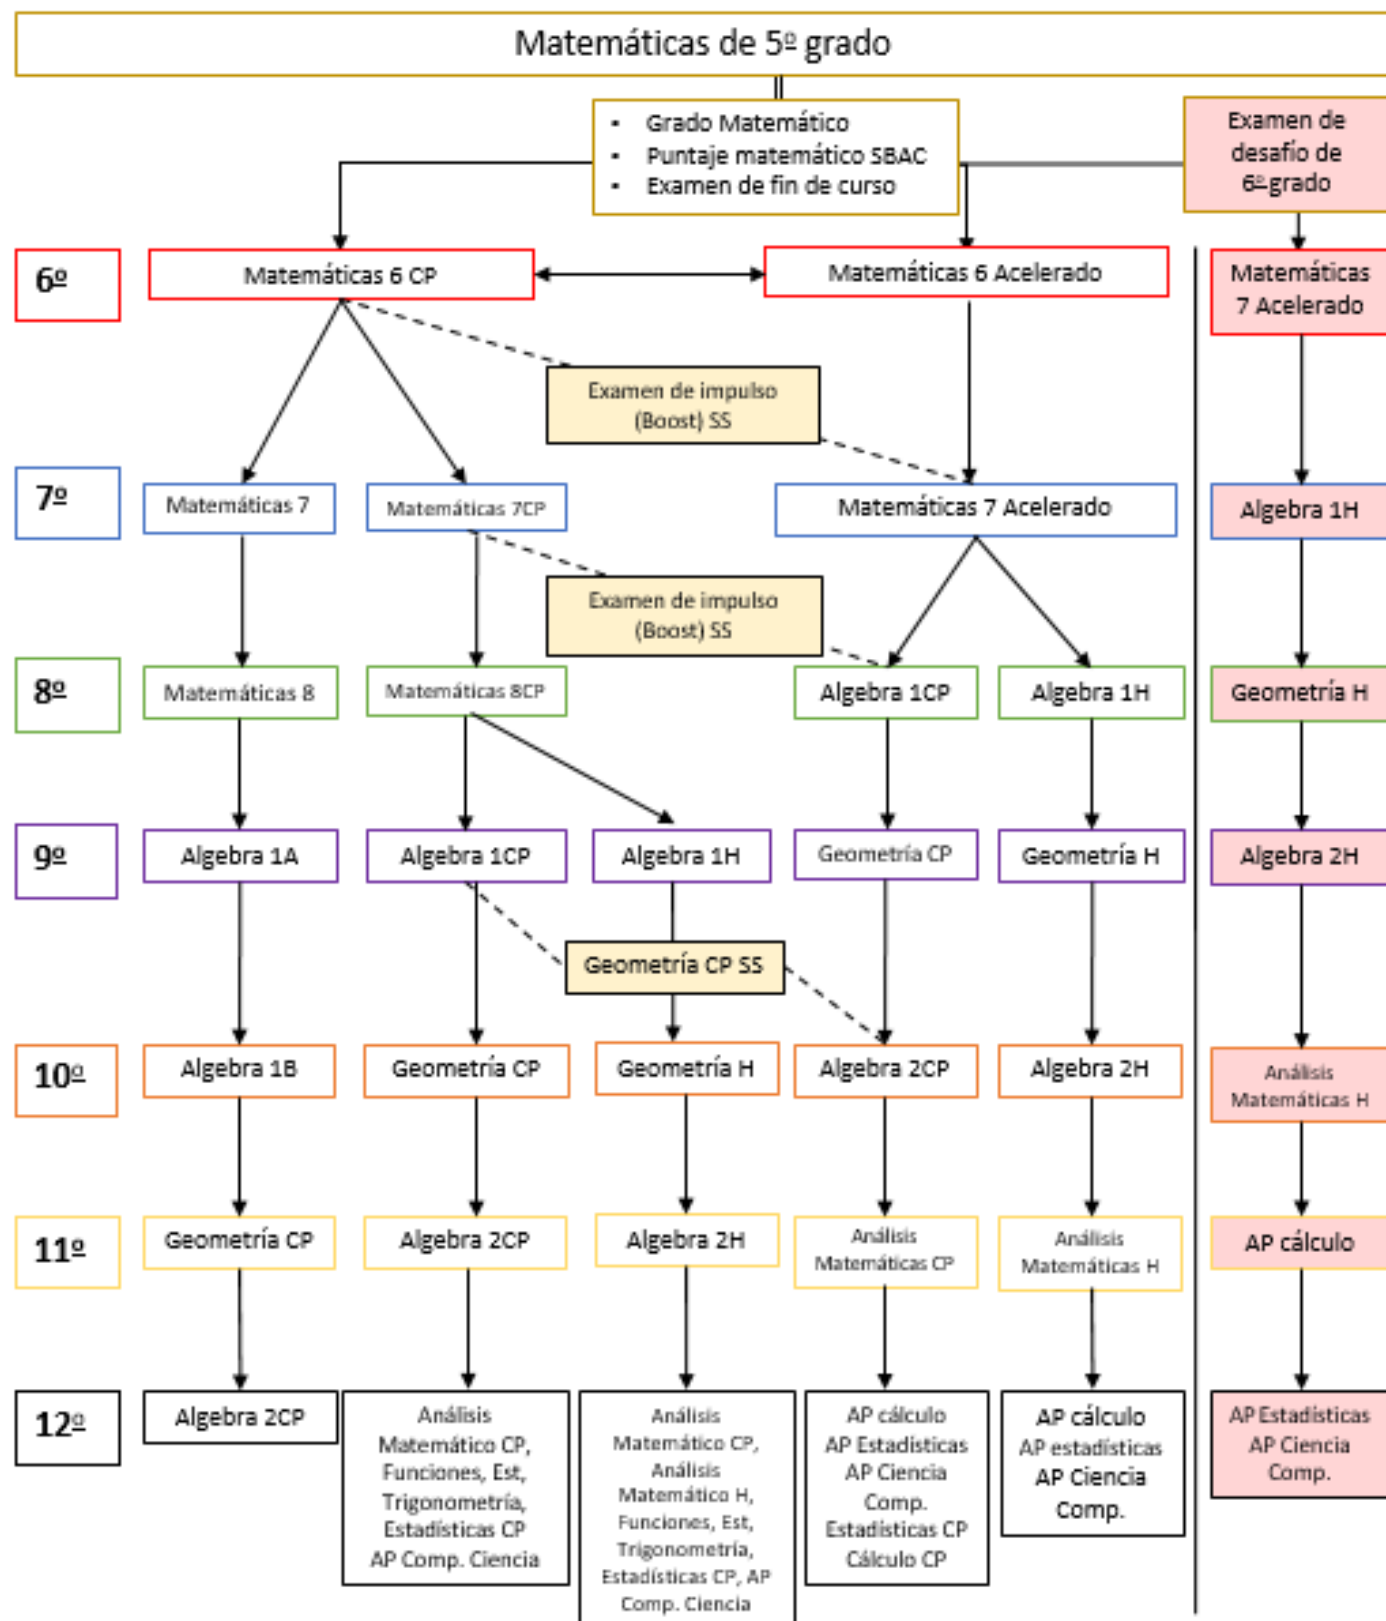 Matemáticas de 5º grado
▪ Grado Matemático
▪ Puntaje matemático SBAC
▪ Examen de fin de curso
Examen de
desafío de
6º grado
6º
Matemáticas 6 CP
Matemáticas 6 Acelerado
Matemáticas
7 Acelerado
Examen de impulso
(Boost) SS
7º
Matemáticas 7
Matemáticas 7CP
Matemáticas 7 Acelerado
Algebra 1H
Examen de impulso
(Boost) SS
8º
Matemáticas 8
Matemáticas 8CP
Algebra 1CP
Algebra 1H
Geometría H
9º
Algebra 1A
Algebra 1CP
Algebra 1H
Geometría CP
Geometría H
Algebra 2H
Geometría CP SS
10º
Algebra 1B
Geometría CP
Geometría H
Algebra 2CP
Algebra 2H
Análisis
Matemáticas H
11º
Geometría CP
Algebra 2CP
Algebra 2H
Análisis
Matemáticas CP
Análisis
Matemáticas H
AP cálculo
12º
Algebra 2CP
Análisis
Matemático CP,
Funciones, Est,
Trigonometría,
Estadísticas CP
AP Comp. Ciencia
Análisis
Matemático CP,
Análisis
Matemático H,
Funciones, Est,
Trigonometría,
Estadísticas CP, AP
Comp. Ciencia
AP cálculo
AP Estadísticas
AP Ciencia
Comp.
Estadísticas CP
Cálculo CP
AP cálculo
AP estadísticas
AP Ciencia
Comp.
AP Estadísticas
AP Ciencia
Comp.